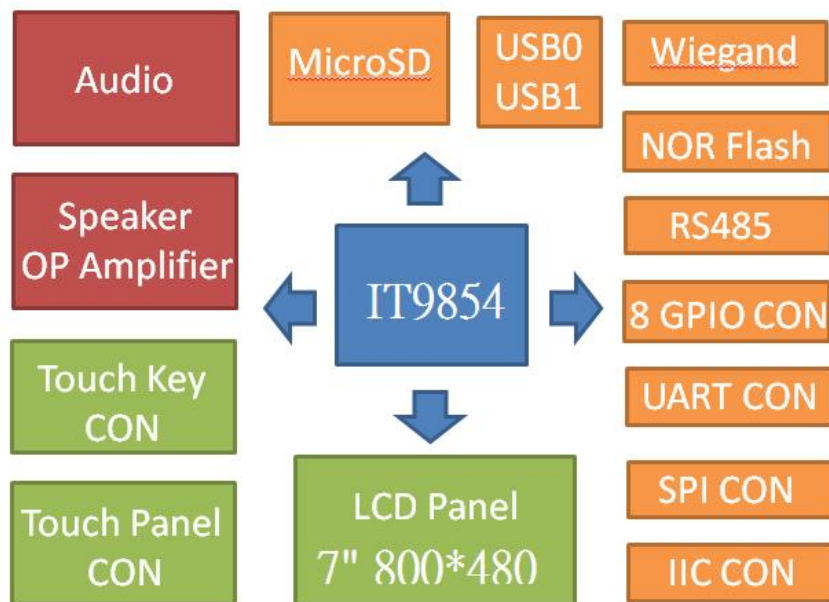 Audio
MicroSD
USB0
USB1
Wiegand
NOR Flash
Speaker
OP Amplifier
IT9854
RS485
8 GPIO CON
Touch Key
CON
UART CON
LCD Panel
7" 800*480
Touch Panel
CON
SPI CON
IIC CON